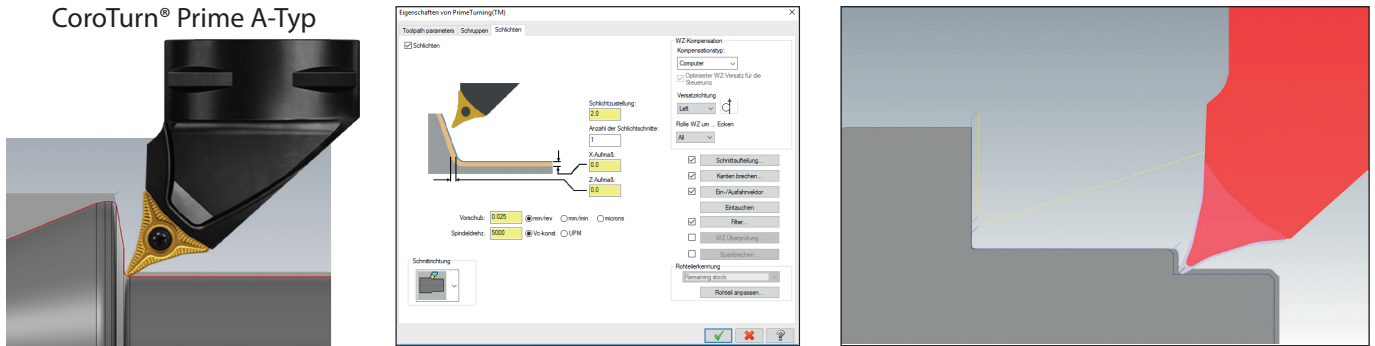 CoroTurn® Prime A-Typ
Eigenschaften von PrimeTurning(TM)
Toolpath parameters Schruppen Schlichten
Schlichten
Schlichtzustellung:
2.0
Anzahl der Schlichtschnitte:
1
X-Aufmaß:
0.0
Z-Aufmaß:
0.0
Vorschub: 0.025 mm/rev mm/min microns
Spindeldrehz. 5000 Vc-konst UPM
Schnittrichtung
WZ-Kompensation
Kompensationstyp:
Computer
Optimierter WZ-Versatz für die
Steuerung
Versatzrichtung
Left
Rolle WZ um ... Ecken
All
Schnittaufteilung...
Kanten brechen...
Ein-/Ausfahrvektor
Eintauchen
Filter...
WZ Überprüfung...
Spanbrechen...
Rohteilerkennung
Remaining stock
Rohteil anpassen...